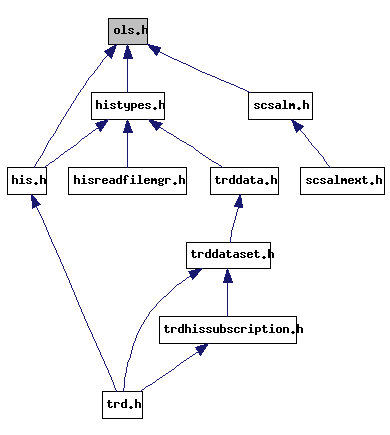 ols.h
histypes.h
scsalm.h
his.h
hisreadfilemgr.h
trddata.h
scsalmext.h
trddataset.h
trdhissubscription.h
trd.h